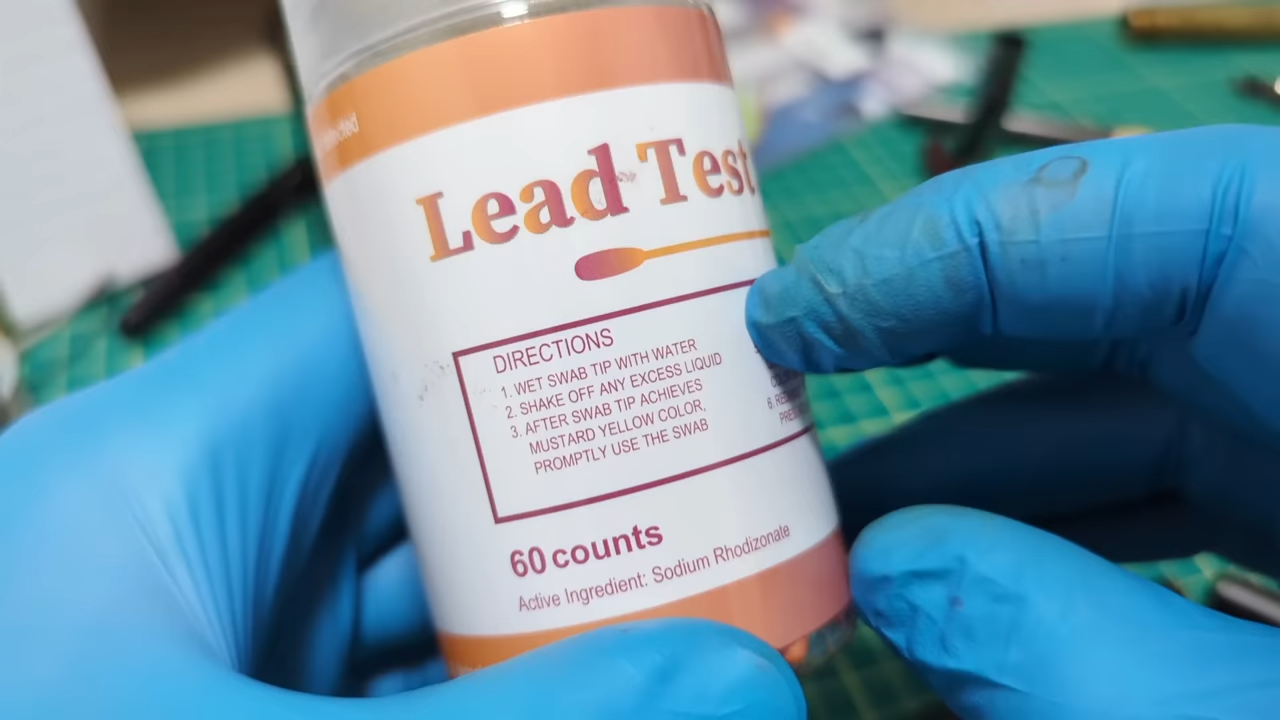 Lead Test
DIRECTIONS
1. WET SWAB TIP WITH WATER
2. SHAKE OFF ANY EXCESS LIQUID
3. AFTER SWAB TIP ACHIEVES
MUSTARD YELLOW COLOR,
PROMPTLY USE THE SWAB
6.
60 counts
Active Ingredient: Sodium Rhodizonate